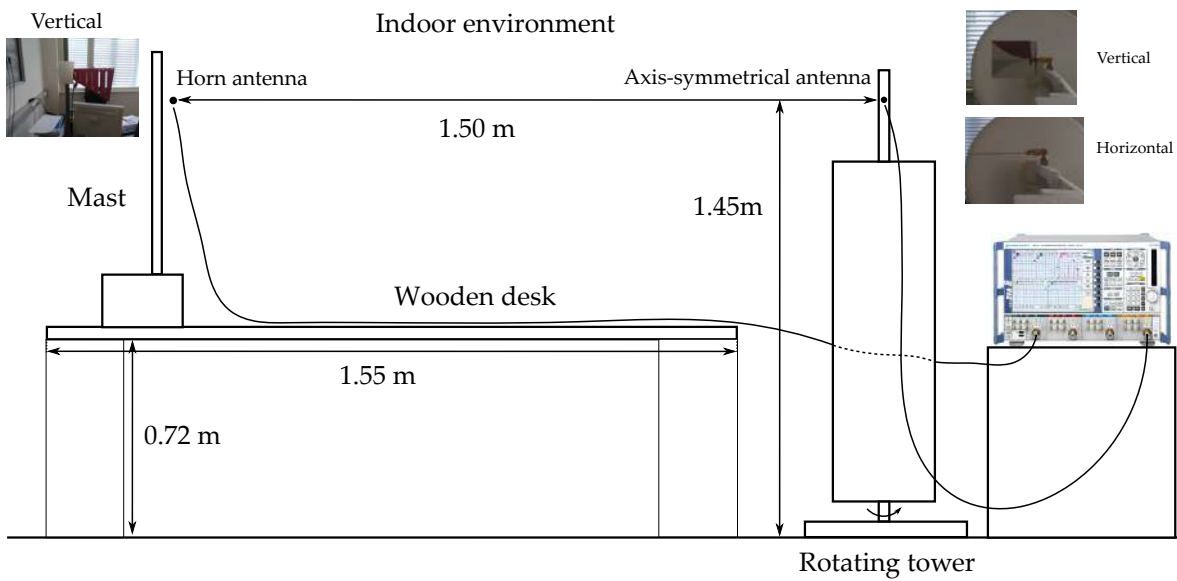 Vertical
Indoor environment
Horn antenna
Axis-symmetrical antenna
Vertical
1.50 m
Horizontal
Mast
1.45m
Wooden desk
1.55 m
0.72 m
Rotating tower